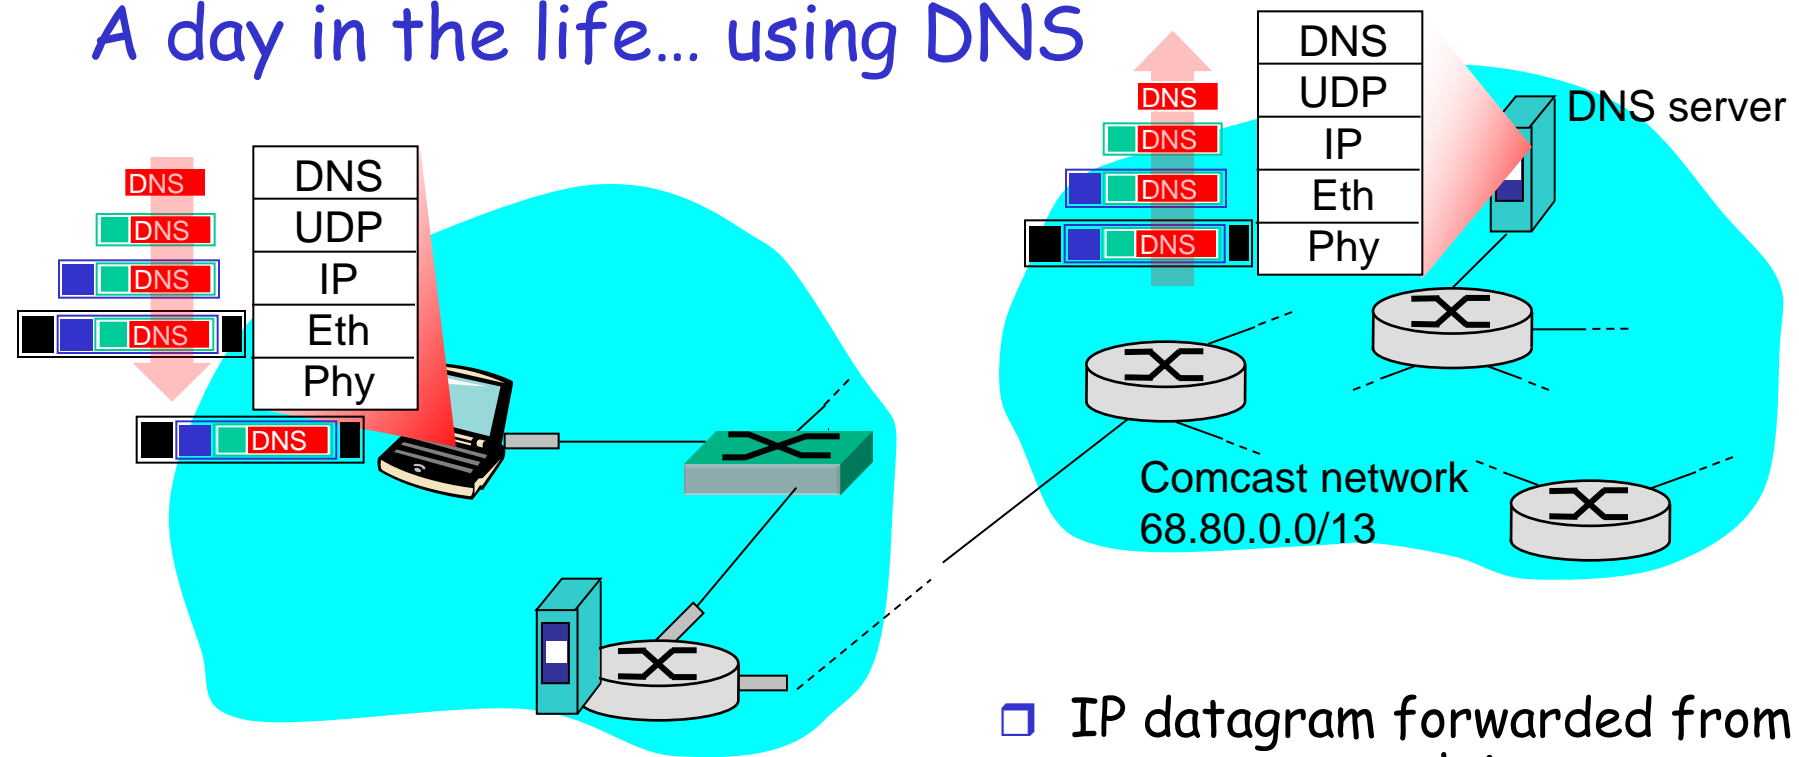 A day in the life... using DNS
DNS
DNS
DNS
DNS
DNS
DNS
UDP
IP
Eth
Phy
DNS
DNS
DNS
DNS
DNS
UDP
IP
Eth
Phy
DNS server
Comcast network
68.80.0.0/13
IP datagram forwarded from